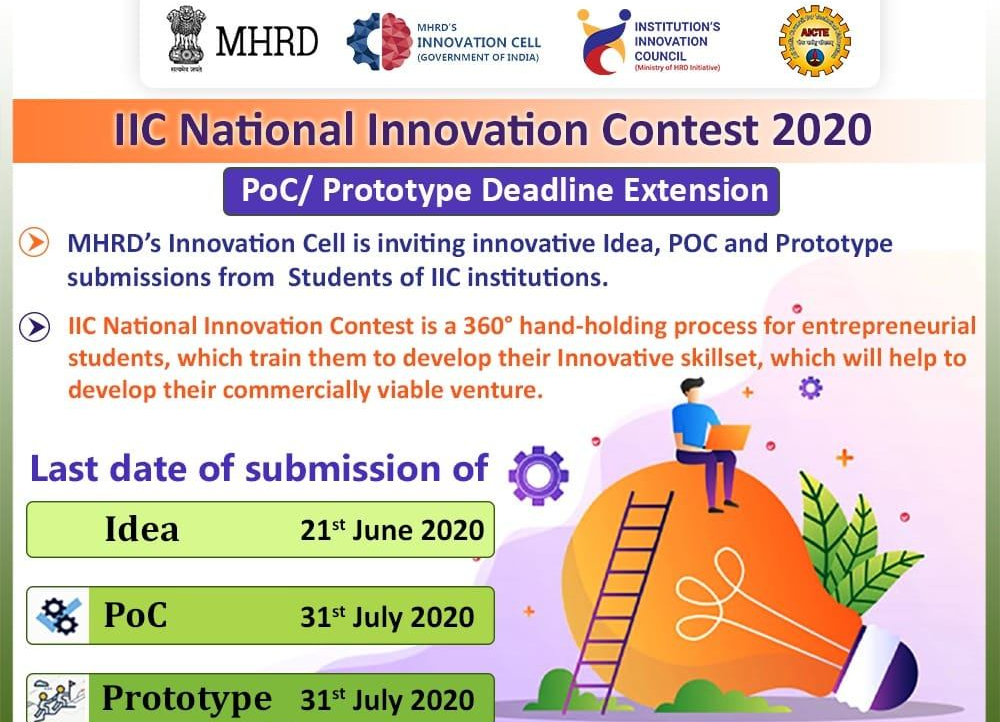 सत्यमेव जयते
MHRD
MHRD'S
INNOVATION CELL
(GOVERNMENT OF INDIA)
INSTITUTION'S
INNOVATION
COUNCIL
(Ministry of HRD Initiative)
AICTE
IIC National Innovation Contest 2020
PoC/ Prototype Deadline Extension
MHRD's Innovation Cell is inviting innovative Idea, POC and Prototype
submissions from Students of IIC institutions.
IIC National Innovation Contest is a 360° hand-holding process for entrepreneurial
students, which train them to develop their Innovative skillset, which will help to
develop their commercially viable venture.
Last date of submission of
Idea 21st June 2020
PoC 31st July 2020
Prototype 31st July 2020